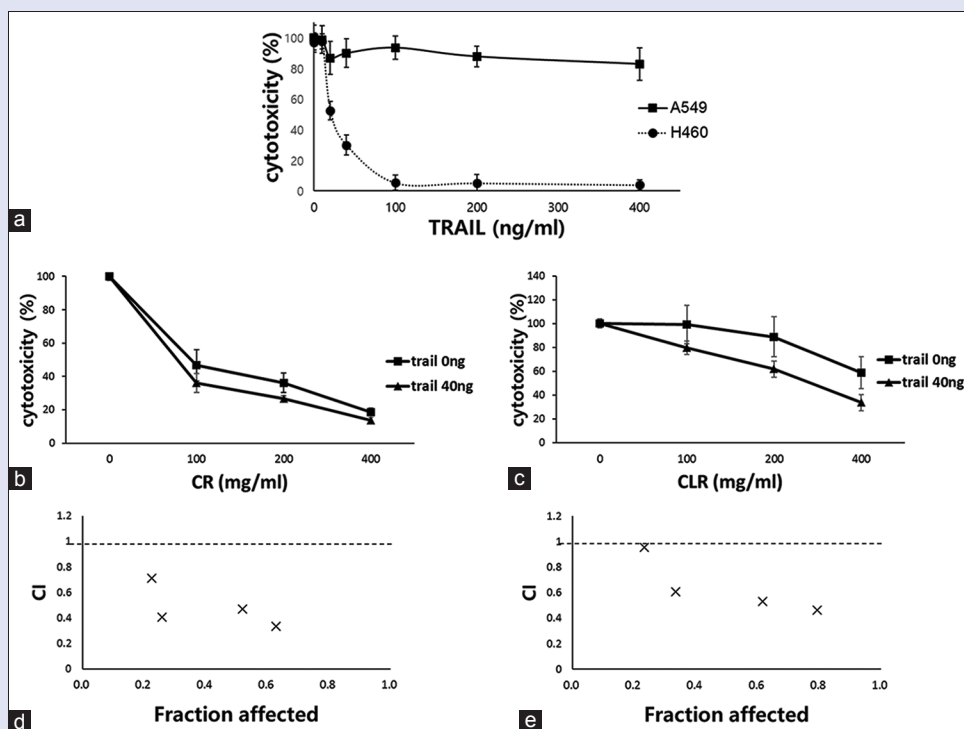 cytotoxicity (%)
100
80
60
40
20
0
0 100 200 300 400
TRAIL (ng/ml)
A549
H460
a
cytotoxicity (%)
100
80
60
40
20
0
0 100 200 400
CR (mg/ml)
trail 0ng
trail 40ng
b
cytotoxicity (%)
140
120
100
80
60
40
20
0
0 100 200 400
CLR (mg/ml)
trail 0ng
trail 40ng
c
CI
1.2
1
0.8
0.6
0.4
0.2
0
0.0 0.2 0.4 0.6 0.8 1.0
Fraction affected
d
CI
1.2
1
0.8
0.6
0.4
0.2
0
0.0 0.2 0.4 0.6 0.8 1.0
Fraction affected
e